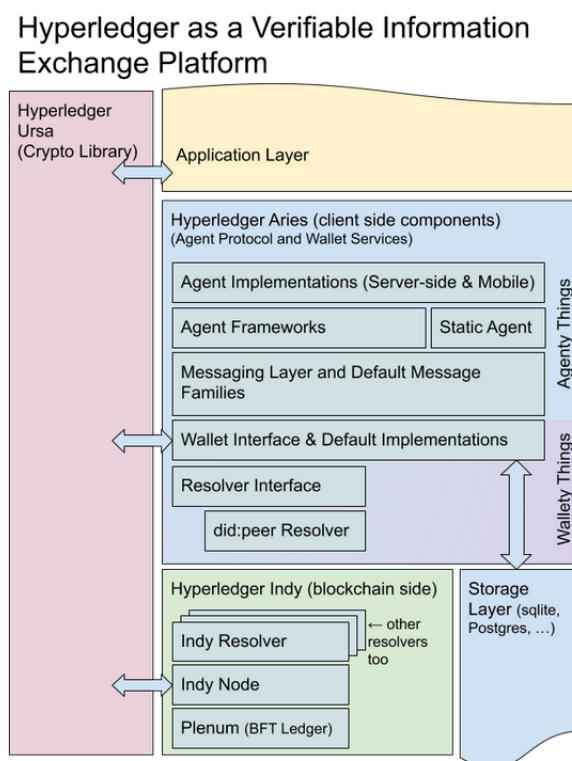 Hyperledger as a Verifiable Information
Exchange Platform
Hyperledger
Ursa
(Crypto Library)
Application Layer
Hyperledger Aries (client side components)
(Agent Protocol and Wallet Services)
Agent Implementations (Server-side & Mobile)
Agent Frameworks
Static Agent
Messaging Layer and Default Message
Families
Wallet Interface & Default Implementations
Resolver Interface
did:peer Resolver
Agenty Things
Wallety Things
Hyperledger Indy (blockchain side)
Indy Resolver
← other
resolvers
too
Indy Node
Plenum (BFT Ledger)
Storage
Layer (sqlite,
Postgres, …)